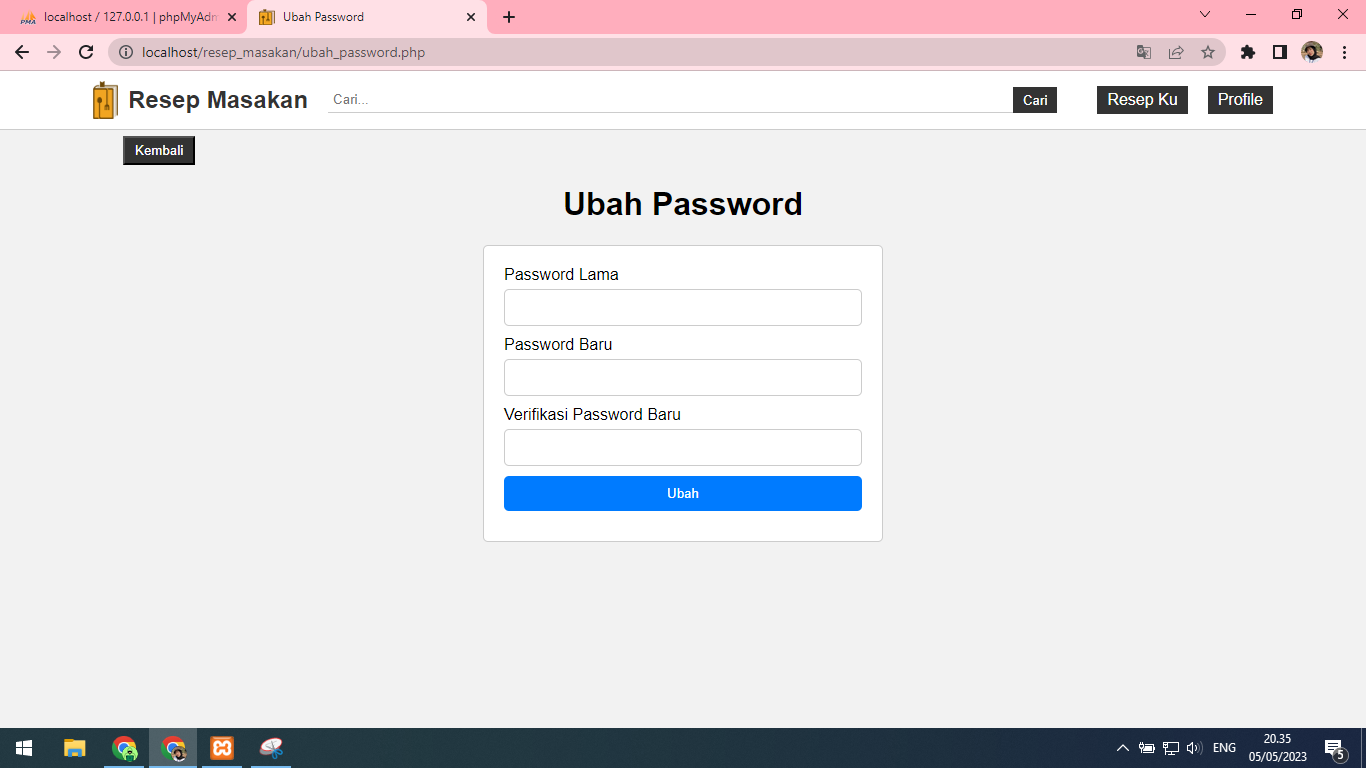 localhost / 127.0.0.1 | phpMyAdm
Ubah Password
localhost/resep_masakan/ubah_password.php
Resep Masakan
Cari...
Cari
Resep Ku
Profile
Kembali
Ubah Password
Password Lama
Password Baru
Verifikasi Password Baru
Ubah
ENG
20.35
05/05/2023
5